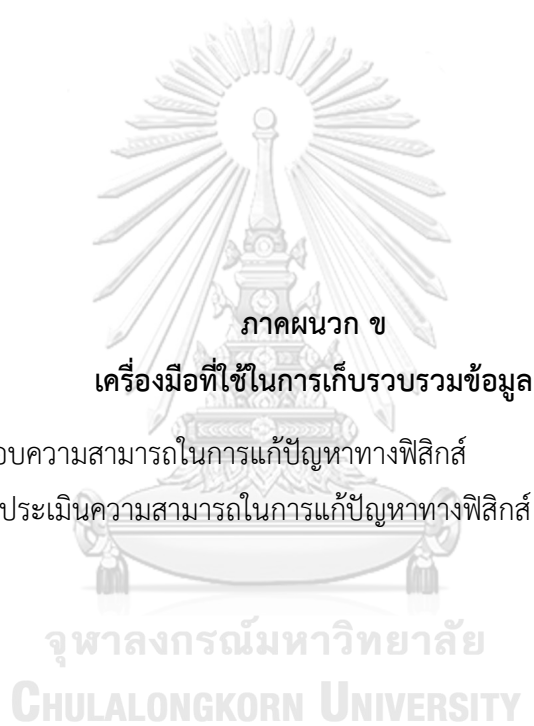 ภาคผนวก ข
เครื่องมือที่ใช้ในการเก็บรวบรวมข้อมูล
อบความสามารถในการแก้ปัญหาทางฟิสิกส์
ประเมินความสามารถในการแก้ปัญหาทางฟิสิกส์
จุฬาลงกรณ์มหาวิทยาลัย
CHULALONGKORN UNIVERSITY